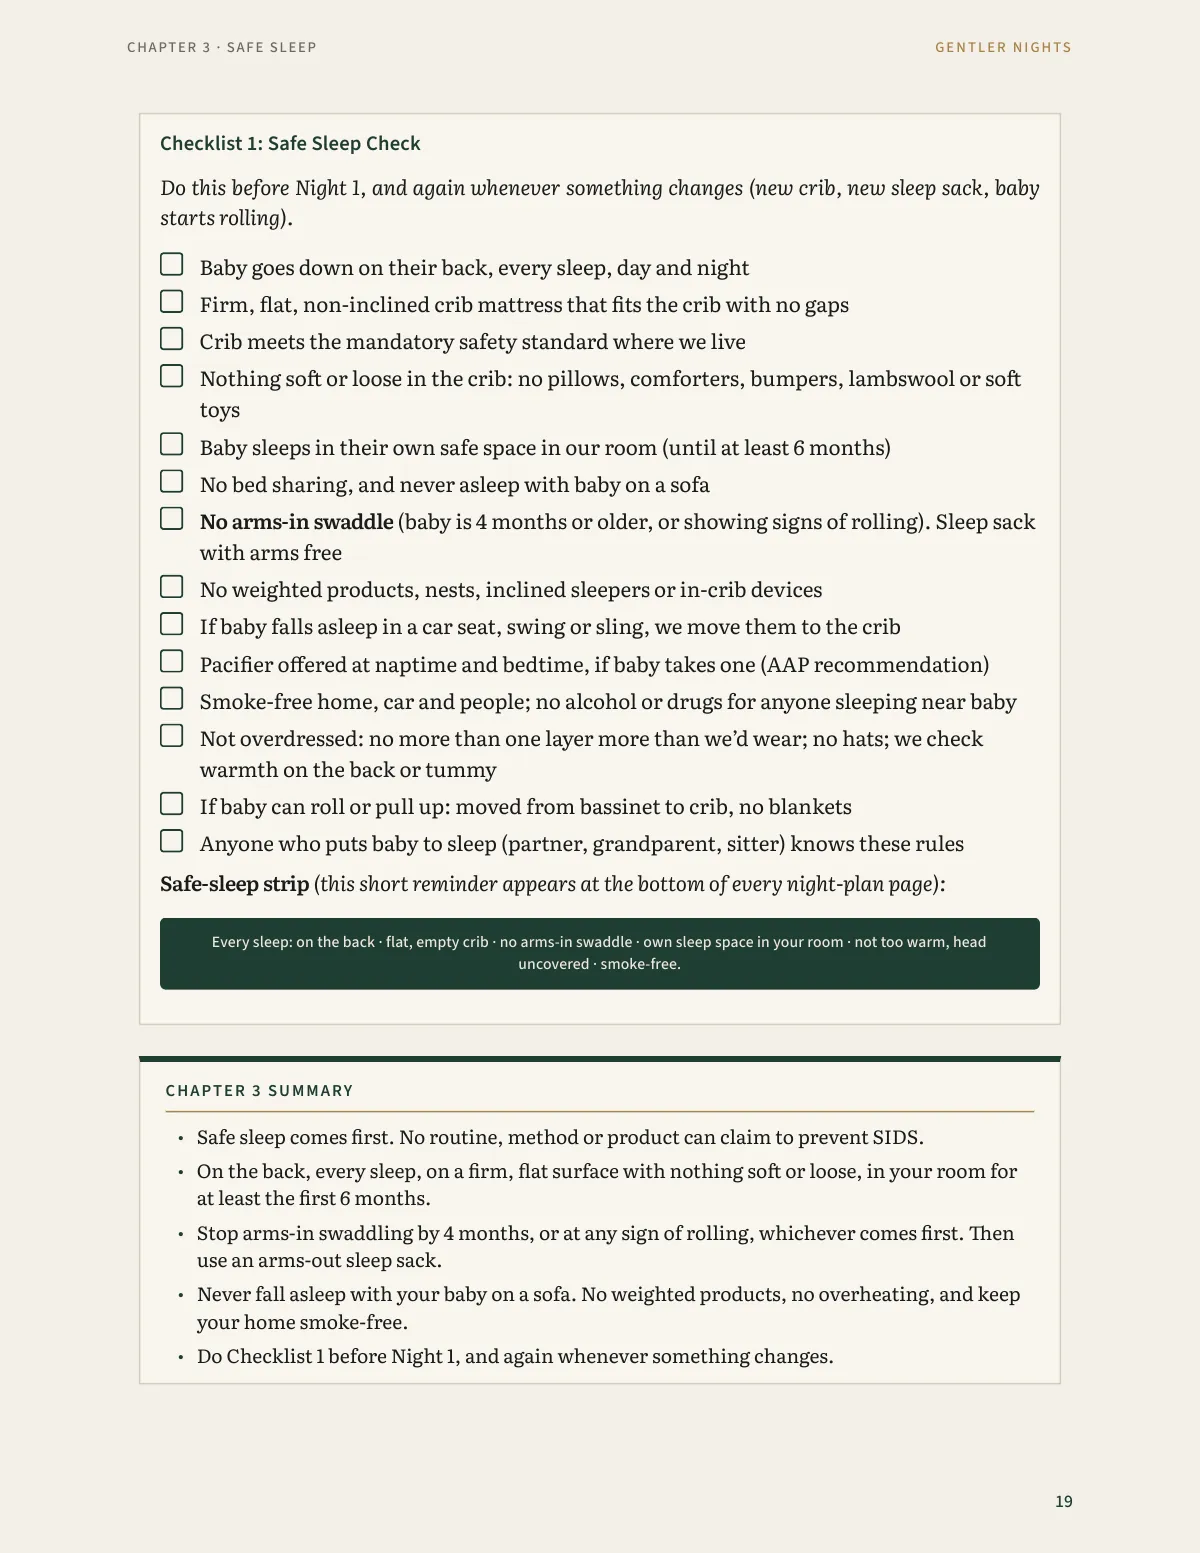 CHAPTER 3 · SAFE SLEEP
GENTLER NIGHTS
Checklist 1: Safe Sleep Check
Do this before Night 1, and again whenever something changes (new crib, new sleep sack, baby
starts rolling).
Baby goes down on their back, every sleep, day and night
Firm, flat, non-inclined crib mattress that fits the crib with no gaps
Crib meets the mandatory safety standard where we live
Nothing soft or loose in the crib: no pillows, comforters, bumpers, lambswool or soft
toys
Baby sleeps in their own safe space in our room (until at least 6 months)
No bed sharing, and never asleep with baby on a sofa
No arms-in swaddle (baby is 4 months or older, or showing signs of rolling). Sleep sack
with arms free
No weighted products, nests, inclined sleepers or in-crib devices
If baby falls asleep in a car seat, swing or sling, we move them to the crib
Pacifier offered at naptime and bedtime, if baby takes one (AAP recommendation)
Smoke-free home, car and people; no alcohol or drugs for anyone sleeping near baby
Not overdressed: no more than one layer more than we’d wear; no hats; we check
warmth on the back or tummy
If baby can roll or pull up: moved from bassinet to crib, no blankets
Anyone who puts baby to sleep (partner, grandparent, sitter) knows these rules
Safe-sleep strip (this short reminder appears at the bottom of every night-plan page):
Every sleep: on the back · flat, empty crib · no arms-in swaddle · own sleep space in your room · not too warm, head
uncovered · smoke-free.
CHAPTER 3 SUMMARY
• Safe sleep comes first. No routine, method or product can claim to prevent SIDS.
• On the back, every sleep, on a firm, flat surface with nothing soft or loose, in your room for
at least the first 6 months.
• Stop arms-in swaddling by 4 months, or at any sign of rolling, whichever comes first. Then
use an arms-out sleep sack.
• Never fall asleep with your baby on a sofa. No weighted products, no overheating, and keep
your home smoke-free.
• Do Checklist 1 before Night 1, and again whenever something changes.
19